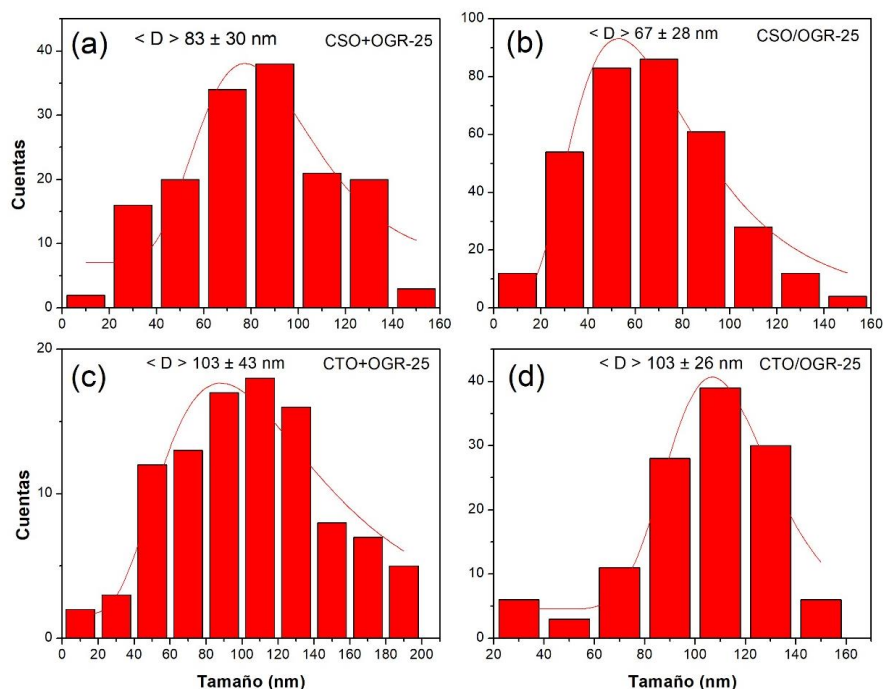 (a)
< D > 83 ± 30 nm
CSO+OGR-25
Cuentas
40
30
20
10
0
0 20 40 60 80 100 120 140 160
(b)
< D > 67 ± 28 nm
CSO/OGR-25
100
80
60
40
20
0
0 20 40 60 80 100 120 140 160
(c)
< D > 103 ± 43 nm
CTO+OGR-25
Cuentas
20
10
0
0 20 40 60 80 100 120 140 160 180 200
Tamaño (nm)
(d)
< D > 103 ± 26 nm
CTO/OGR-25
40
30
20
10
0
20 40 60 80 100 120 140 160
Tamaño (nm)